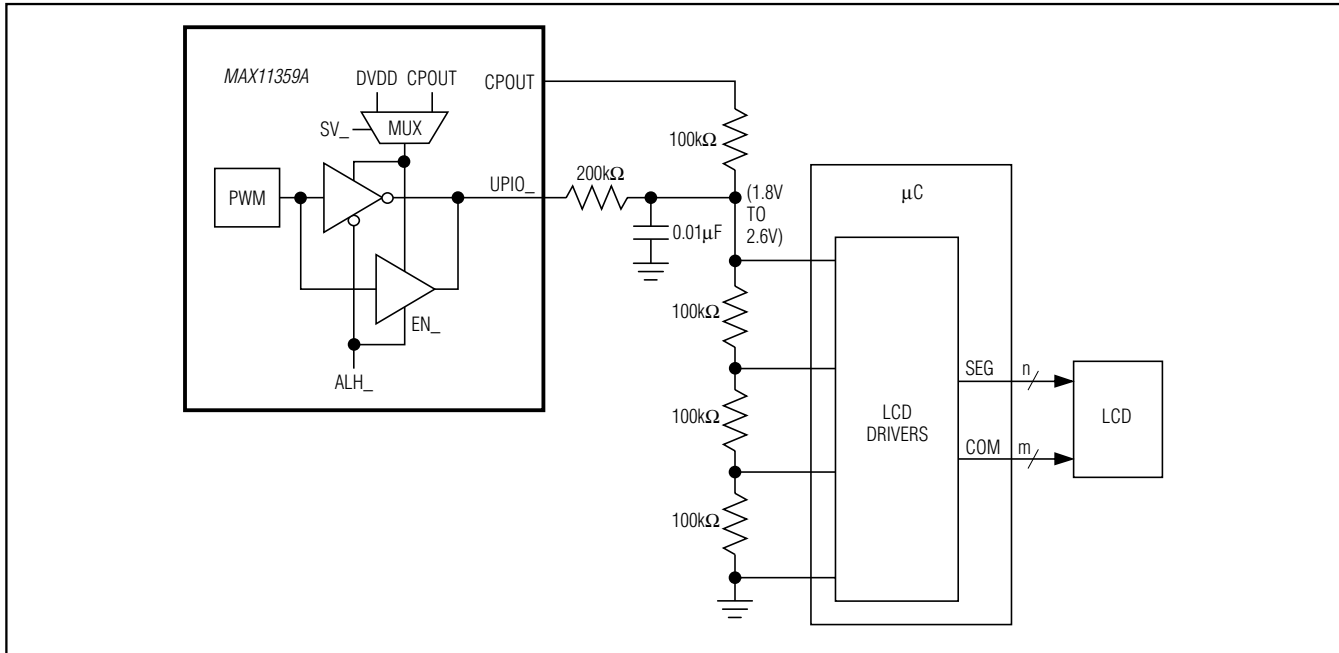 MAX11359A
DVDD CPOUT
CPOUT
SV_
MUX
100kΩ
200kΩ
PWM
UPIO_
(1.8V
TO
2.6V)
μC
0.01μF
100kΩ
EN_
ALH_
SEG n
100kΩ
LCD
DRIVERS
LCD
COM m
100kΩ